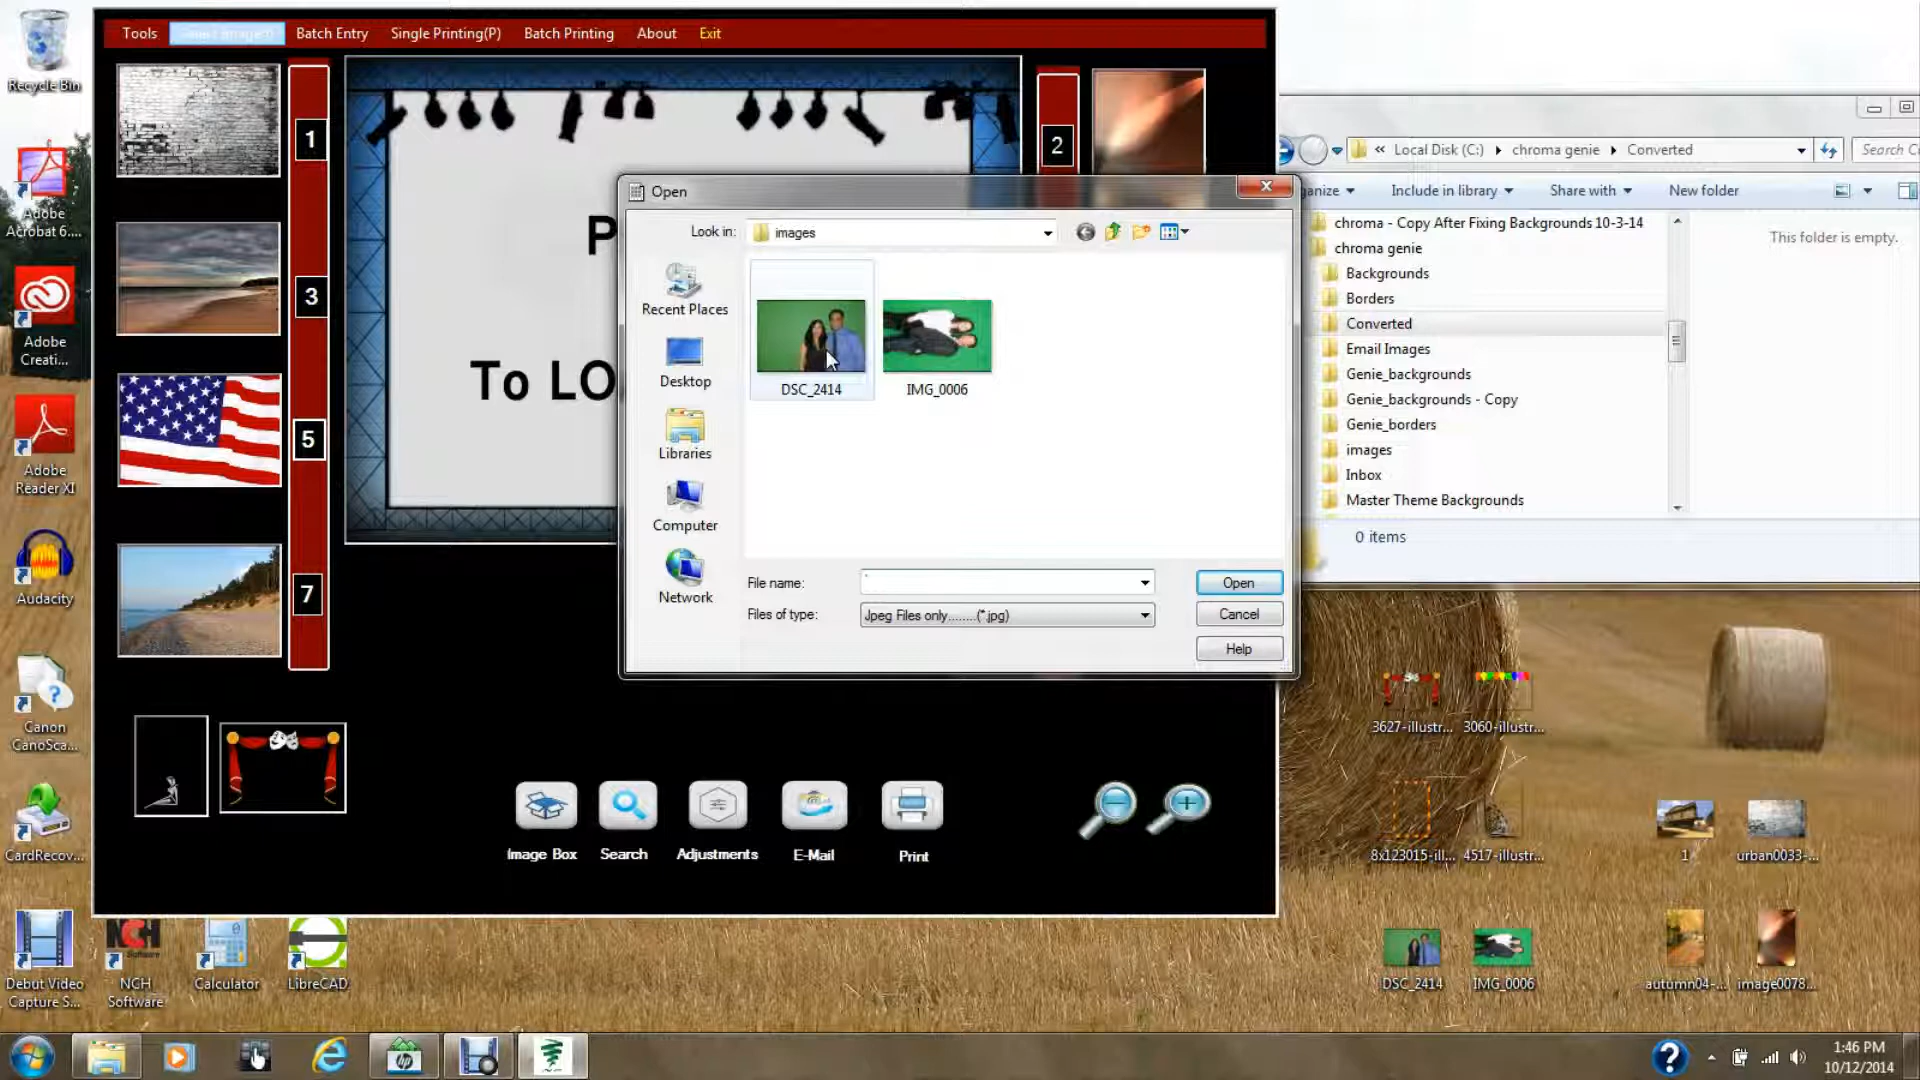 Recycle Bin
Adobe
Acrobat 6....
Adobe
Creati...
Adobe
Reader XI
Audacity
Canon
CanoSca...
CardRecov...
Debut Video
Capture S...
NCH
Software
Calculator
LibreCAD
Tools
Batch Entry
Single Printing(P)
Batch Printing
About
Exit
1
3
5
7
2
P
To LO
Image Box
Search
Adjustments
E-Mail
Print
Open
Look in:
images
Recent Places
Desktop
Libraries
Computer
Network
DSC_2414
IMG_0006
File name:
Files of type:
Jpeg Files only........(*.jpg)
Open
Cancel
Help
« Local Disk (C:) ▸ chroma genie ▸ Converted
Search Co
ganize
Include in library
Share with
New folder
chroma - Copy After Fixing Backgrounds 10-3-14
chroma genie
Backgrounds
Borders
Converted
Email Images
Genie_backgrounds
Genie_backgrounds - Copy
Genie_borders
images
Inbox
Master Theme Backgrounds
This folder is empty.
0 items
3627-illustr...
3060-illustr...
8x123015-ill...
4517-illustr...
1
urban0033-...
DSC_2414
IMG_0006
autumn04-...
image0078...
NCH
Software
hp
1:46 PM
10/12/2014